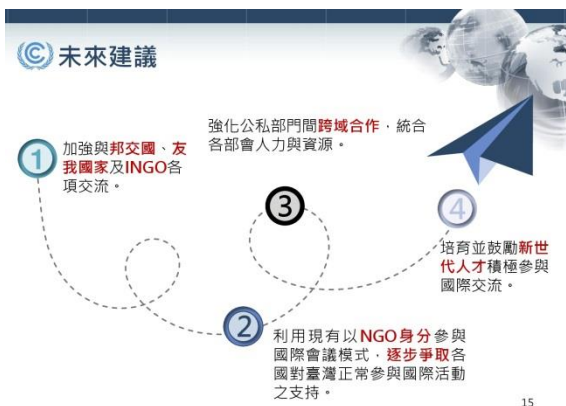 未來建議
1
加強與邦交國、友
我國家及INGO各
項交流。
2
利用現有以NGO身分參與
國際會議模式，逐步爭取各
國對臺灣正常參與國際活動
之支持。
3
強化公私部門間跨域合作，統合
各部會人力與資源。
4
培育並鼓勵新世
代人才積極參與
國際交流。
15